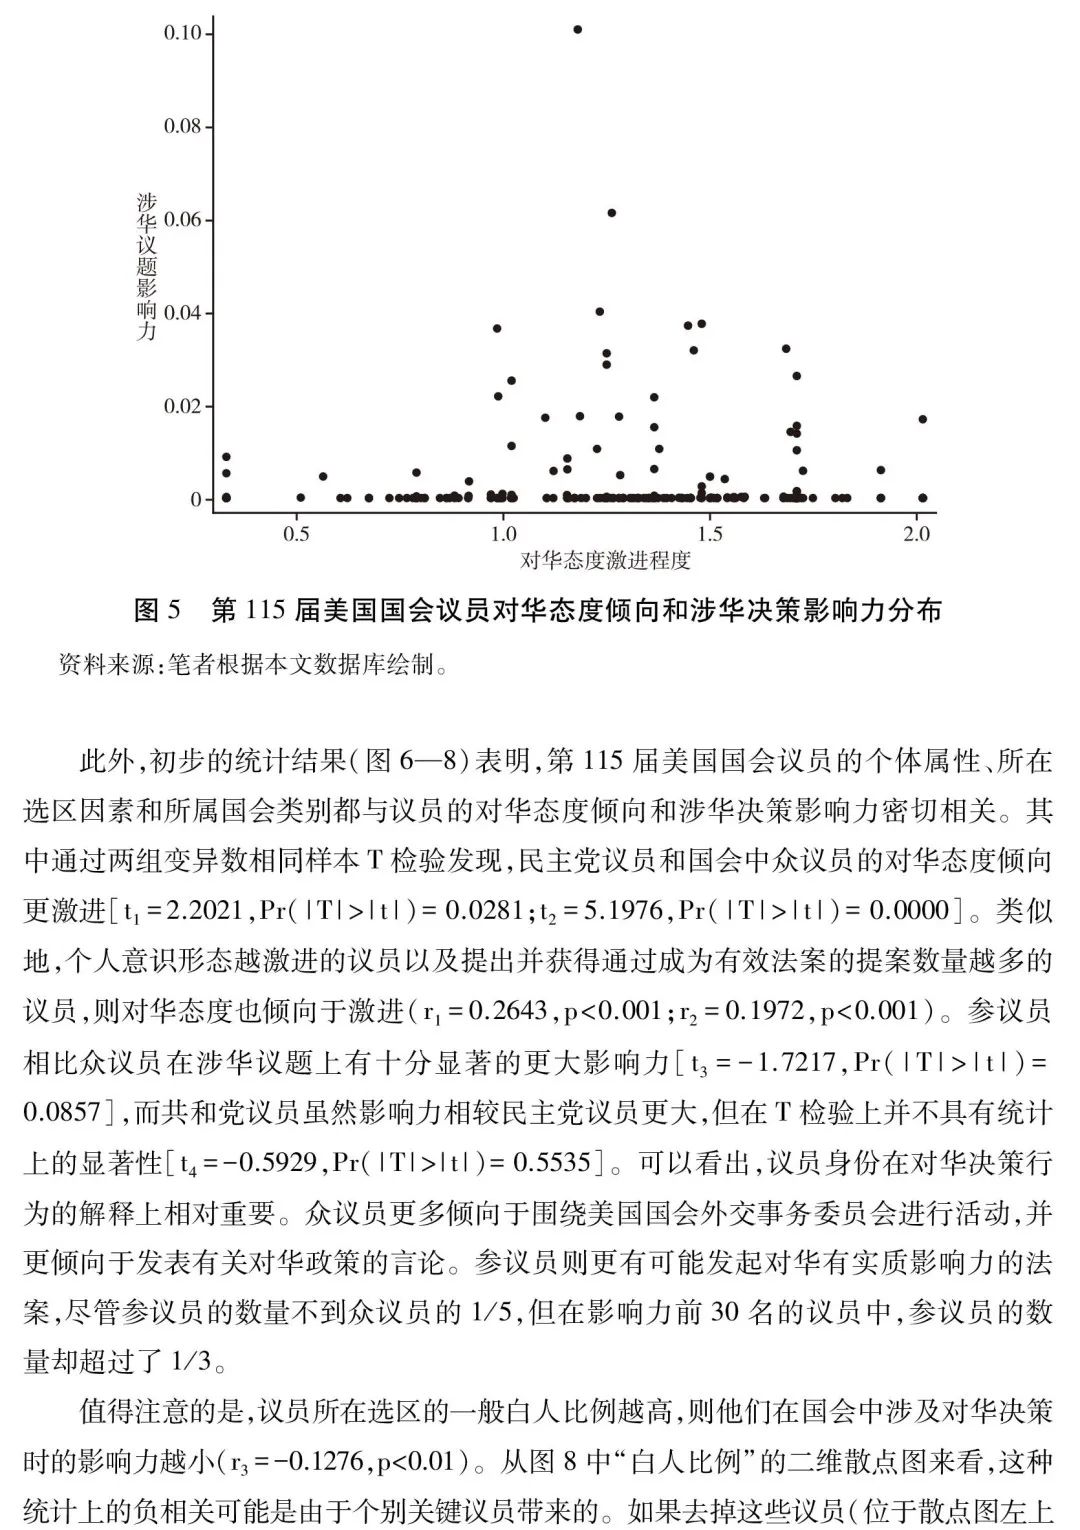 0.10
0.08
0.06
0.04
0.02
0
涉华议题影响力
0.5 1.0 1.5 2.0
对华态度激进程度
图 5 第 115 届美国国会议员对华态度倾向和涉华决策影响力分布
资料来源:笔者根据本文数据库绘制。
此外,初步的统计结果(图 6—8)表明,第 115 届美国国会议员的个体属性、所在
选区因素和所属国会类别都与议员的对华态度倾向和涉华决策影响力密切相关。其
中通过两组变异数相同样本 T 检验发现,民主党议员和国会中众议员的对华态度倾向
更激进[t₁=2.2021,Pr(|T|>|t|)= 0.0281;t₂=5.1976,Pr(|T|>|t|)= 0.0000]。类似
地,个人意识形态越激进的议员以及提出并获得通过成为有效法案的提案数量越多的
议员,则对华态度也倾向于激进(r₁=0.2643,p<0.001;r₂=0.1972,p<0.001)。参议员
相比众议员在涉华议题上有十分显著的更大影响力[t₃=-1.7217,Pr(|T|>|t|)=
0.0857],而共和党议员虽然影响力相较民主党议员更大,但在 T 检验上并不具有统计
上的显著性[t₄=-0.5929,Pr(|T|>|t|)= 0.5535]。可以看出,议员身份在对华决策行
为的解释上相对重要。众议员更多倾向于围绕美国国会外交事务委员会进行活动,并
更倾向于发表有关对华政策的言论。参议员则更有可能发起对华有实质影响力的法
案,尽管参议员的数量不到众议员的 1/5,但在影响力前 30 名的议员中,参议员的数
量却超过了 1/3。
值得注意的是,议员所在选区的一般白人比例越高,则他们在国会中涉及对华决策
时的影响力越小(r₃=-0.1276,p<0.01)。从图 8 中“白人比例”的二维散点图来看,这种
统计上的负相关可能是由于个别关键议员带来的。如果去掉这些议员(位于散点图左上